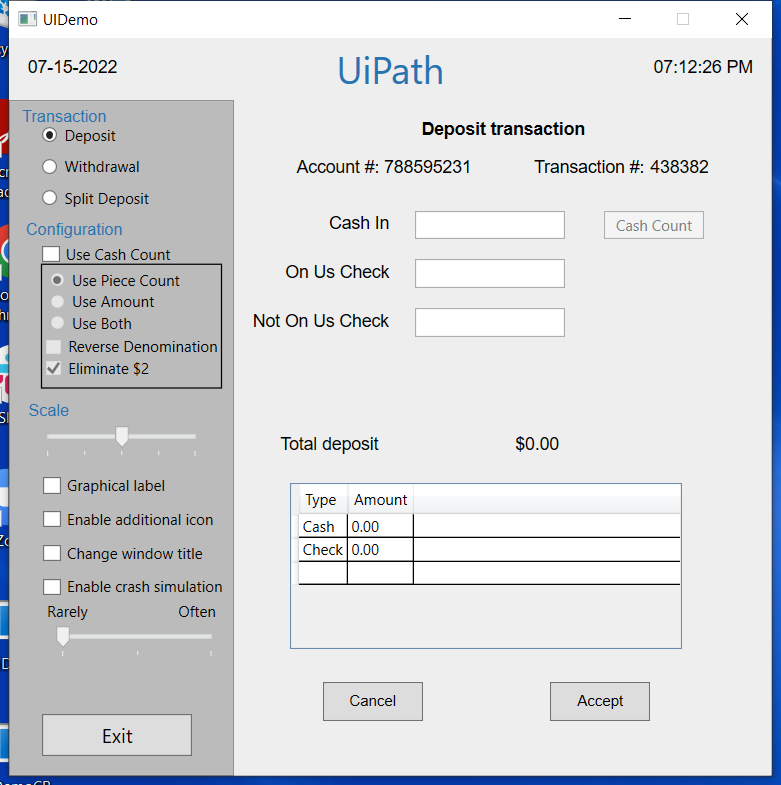 UIDemo
07-15-2022
UiPath
07:12:26 PM
Transaction
Deposit
Withdrawal
Split Deposit
Configuration
Use Cash Count
Use Piece Count
Use Amount
Use Both
Reverse Denomination
Eliminate $2
Scale
Graphical label
Enable additional icon
Change window title
Enable crash simulation
Rarely Often
Exit
Deposit transaction
Account #: 788595231 Transaction #: 438382
Cash In
Cash Count
On Us Check
Not On Us Check
Total deposit $0.00
Type Amount
Cash 0.00
Check 0.00
Cancel Accept